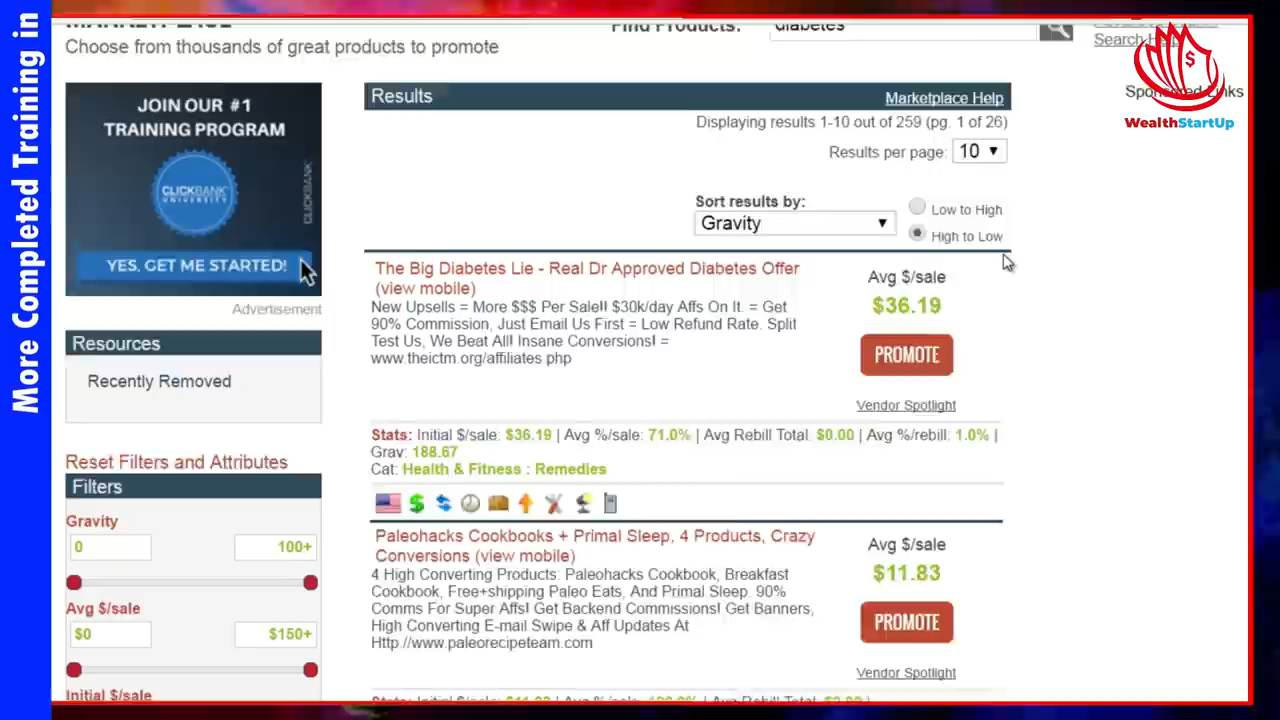 More Completed Training in
Choose from thousands of great products to promote
Find Products:
diabetes
Search Help
Sponsored Links
$
WealthStartUp
JOIN OUR #1
TRAINING PROGRAM
CLICKBANK
UNIVERSITY
CLICKBANK
YES, GET ME STARTED!
Advertisement
Resources
Recently Removed
Reset Filters and Attributes
Filters
Gravity
0
100+
Avg $/sale
$0
$150+
Initial $/sale
Results
Marketplace Help
Displaying results 1-10 out of 259 (pg. 1 of 26)
Results per page: 10
Sort results by:
Gravity
Low to High
High to Low
The Big Diabetes Lie - Real Dr Approved Diabetes Offer
(view mobile)
New Upsells = More $$$ Per Sale!! $30k/day Affs On It. = Get
90% Commission, Just Email Us First = Low Refund Rate. Split
Test Us, We Beat All! Insane Conversions! =
www.theictm.org/affiliates php
Avg $/sale
$36.19
PROMOTE
Vendor Spotlight
Stats: Initial $/sale: $36.19 | Avg %/sale: 71.0% | Avg Rebill Total: $0.00 | Avg %/rebill: 1.0% |
Grav: 188.67
Cat: Health & Fitness : Remedies
Paleohacks Cookbooks + Primal Sleep, 4 Products, Crazy
Conversions (view mobile)
4 High Converting Products: Paleohacks Cookbook, Breakfast
Cookbook, Free+shipping Paleo Eats, And Primal Sleep. 90%
Comms For Super Affs! Get Backend Commissions! Get Banners,
High Converting E-mail Swipe & Aff Updates At
Http://www.paleorecipeteam.com
Avg $/sale
$11.83
PROMOTE
Vendor Spotlight